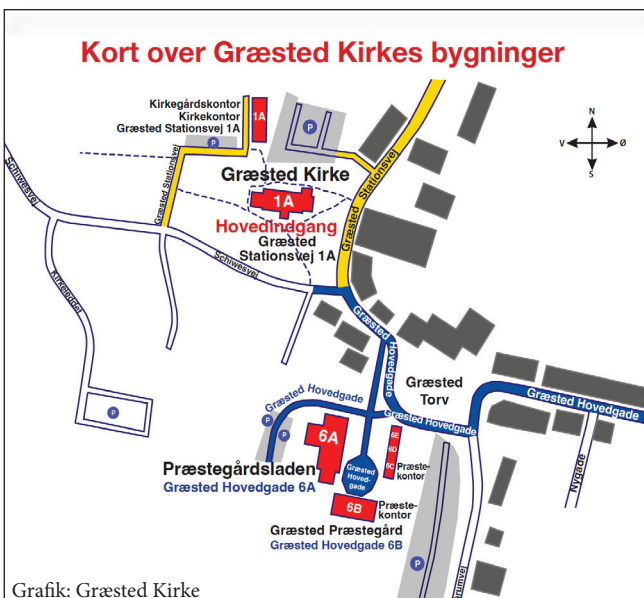 Kort over Græsted Kirkes bygninger
Kirkegårdskontor
Kirkekontor
Græsted Stationsvej 1A
1A
P
P
N
V
Ø
S
Græsted Stationsvej
Græsted Stationsvej
Schiwesvej
Græsted Kirke
1A
Hovedindgang
Græsted
Stationsvej 1A
Schiwesvej
Kirkeleddet
P
Græsted
Hovedgade
Græsted
Torv
Græsted Hovedgade
Græsted Hovedgade
Græsted Hovedgade
Nygade
P
P
6A
6E
6D
6C
Præste-
kontor
Præstegårdsladen
Græsted Hovedgade 6A
Græsted
Hoved-
gade
6B
Præste-
kontor
Græsted Præstegård
Græsted Hovedgade 6B
P
Grafik: Græsted Kirke